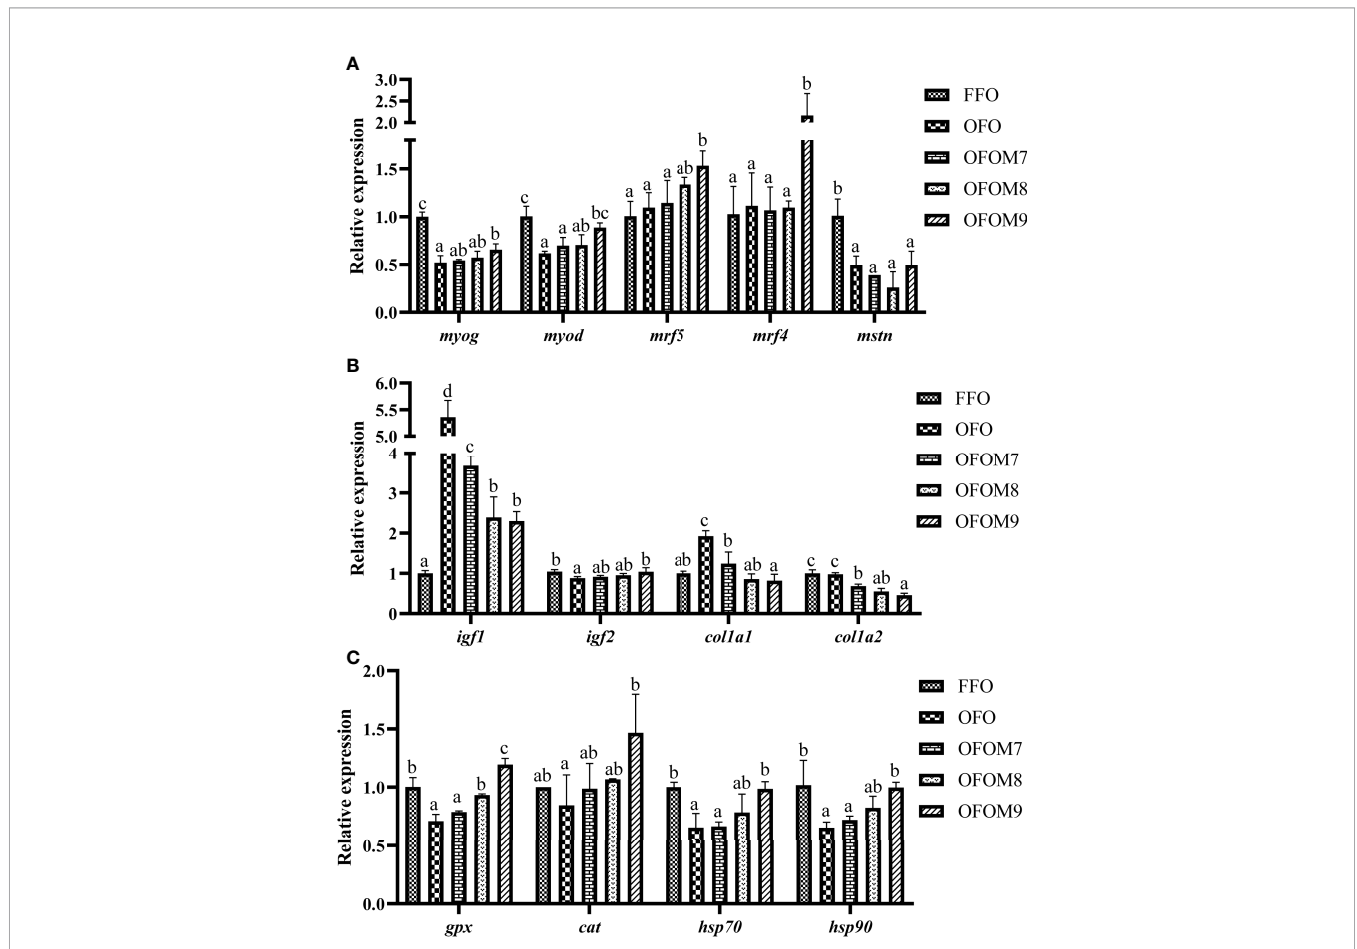 A
3.0
2.5
2.0
1.5
1.0
0.5
0.0
Relative expression
c a ab ab b
c a a ab bc
a a a ab b
a a a a b
b a a a a
myog myod mrf5 mrf4 mstn
FFO
OFO
OFOM7
OFOM8
OFOM9
B
6.0
5.5
5.0
4
3
2
1
0
Relative expression
a d c b b
b a ab ab b
ab c b ab a
c c b ab a
igf1 igf2 col1a1 col1a2
FFO
OFO
OFOM7
OFOM8
OFOM9
C
2.0
1.5
1.0
0.5
0.0
Relative expression
b a a b c
ab a ab ab b
b a a ab b
b a a ab b
gpx cat hsp70 hsp90
FFO
OFO
OFOM7
OFOM8
OFOM9